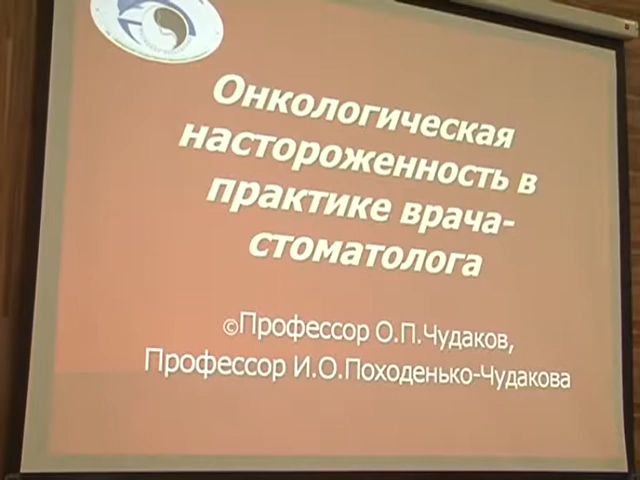 Онкологическая
настороженность в
практике врача-
стоматолога
©Профессор О.П.Чудаков,
Профессор И.О.Походенько-Чудакова